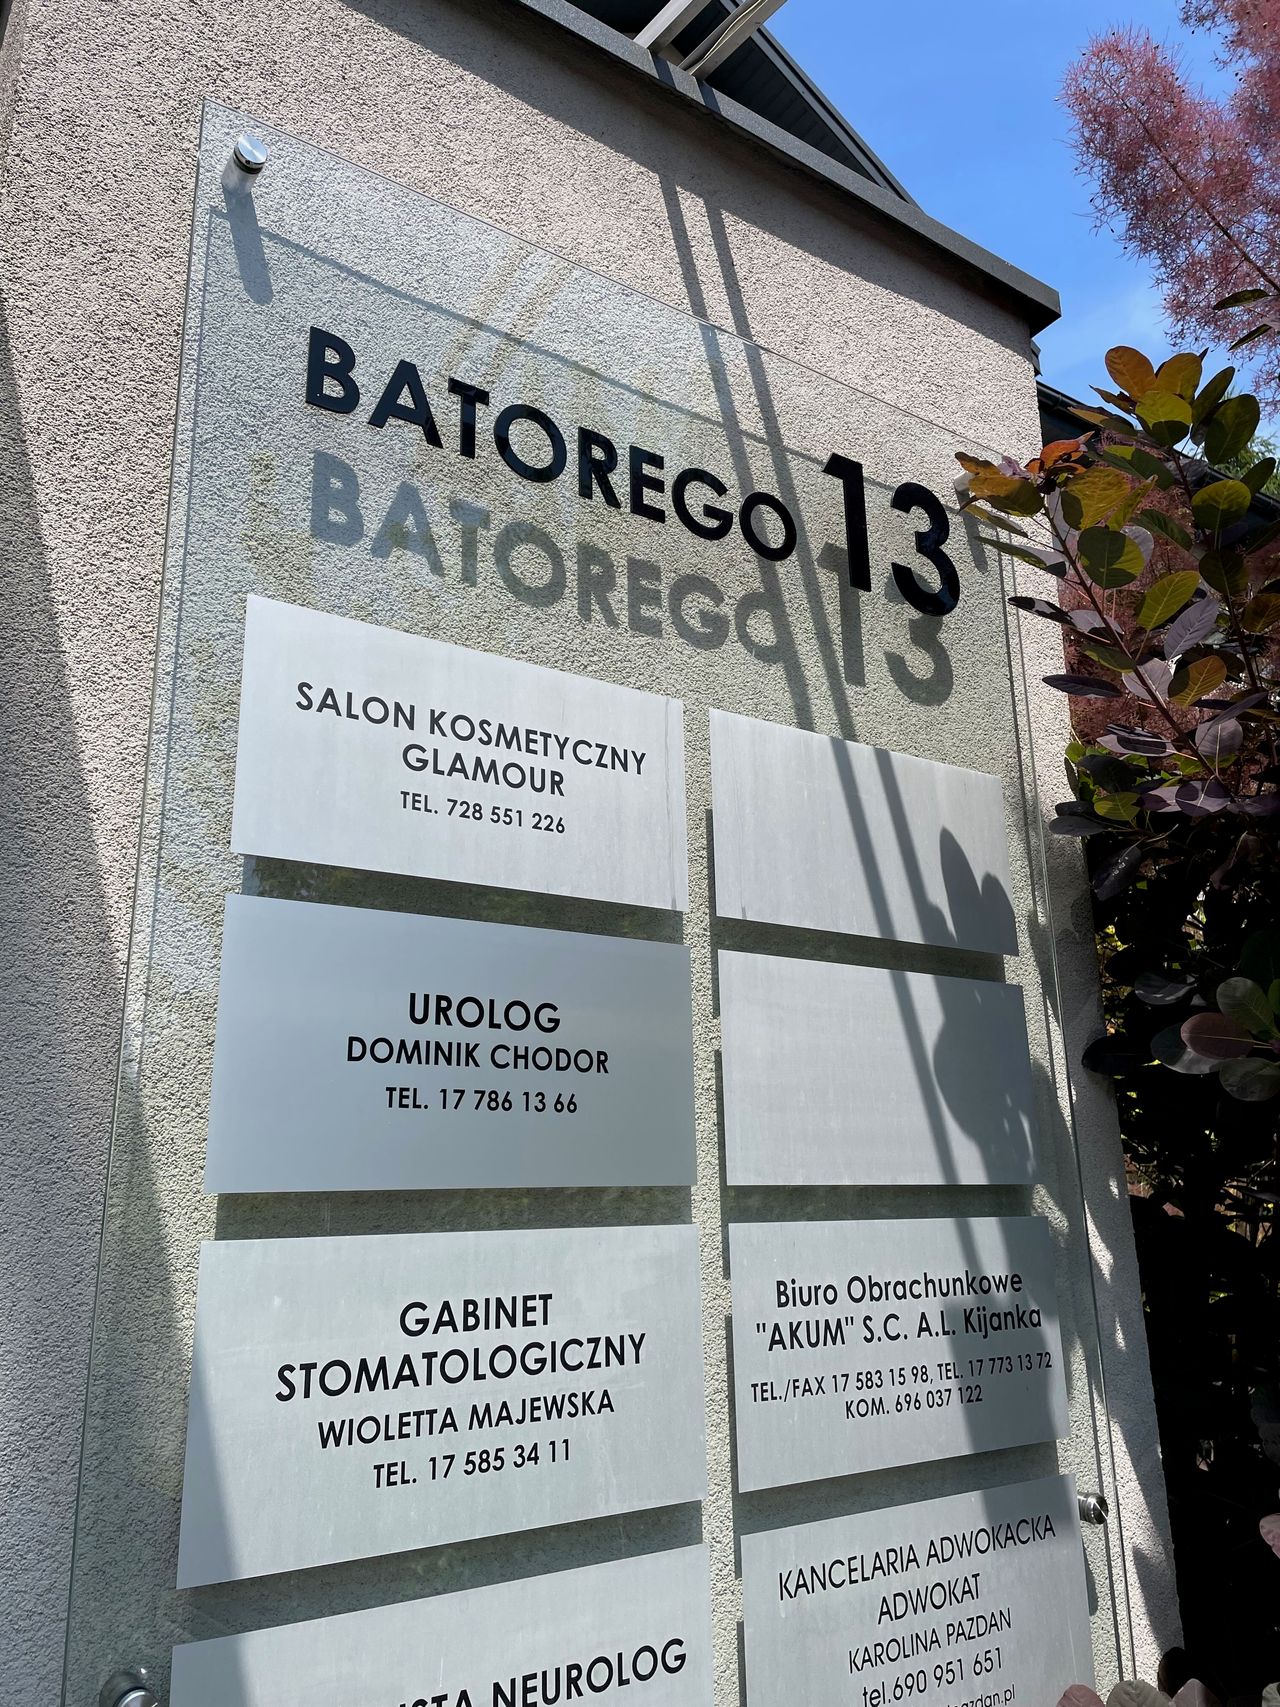 BATOREGO 13
SALON KOSMETYCZNY
GLAMOUR
TEL. 728 551 226
UROLOG
DOMINIK CHODOR
TEL. 17 786 13 66
GABINET
STOMATOLOGICZNY
WIOLETTA MAJEWSKA
TEL. 17 585 34 11
NEUROLOG
Biuro Obrachunkowe
"AKUM" S.C. A.L. Kijanka
TEL./FAX 17 583 15 98, TEL. 17 773 13 72
KOM. 696 037 122
KANCELARIA ADWOKACKA
ADWOKAT
KAROLINA PAZDAN
tel.690 951 651